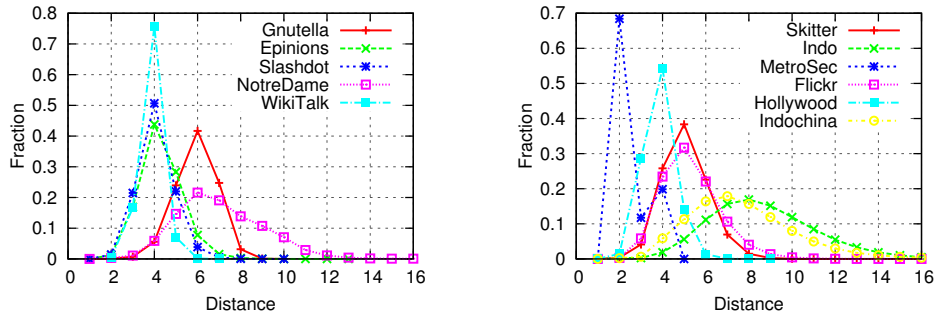 Fraction
0.8
0.7
0.6
0.5
0.4
0.3
0.2
0.1
0
0 2 4 6 8 10 12 14 16
Distance
Gnutella
Epinions
Slashdot
NotreDame
WikiTalk
Fraction
0.7
0.6
0.5
0.4
0.3
0.2
0.1
0
0 2 4 6 8 10 12 14 16
Distance
Skitter
Indo
MetroSec
Flickr
Hollywood
Indochina